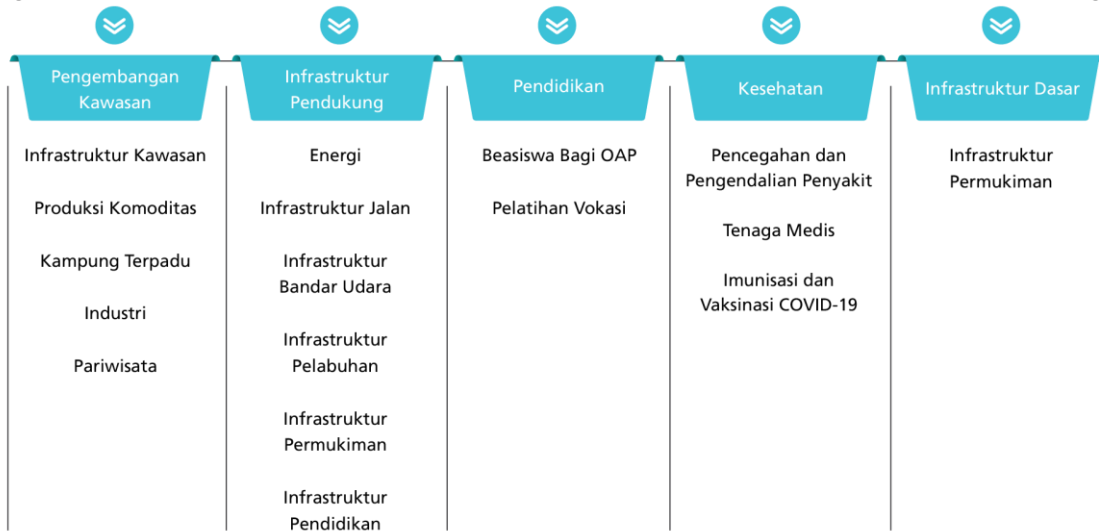 Pengembangan
Kawasan
Infrastruktur Kawasan
Produksi Komoditas
Kampung Terpadu
Industri
Pariwisata
Infrastruktur
Pendukung
Energi
Infrastruktur Jalan
Infrastruktur
Bandar Udara
Infrastruktur
Pelabuhan
Infrastruktur
Permukiman
Infrastruktur
Pendidikan
Pendidikan
Beasiswa Bagi OAP
Pelatihan Vokasi
Kesehatan
Pencegahan dan
Pengendalian Penyakit
Tenaga Medis
Imunisasi dan
Vaksinasi COVID-19
Infrastruktur Dasar
Infrastruktur
Permukiman